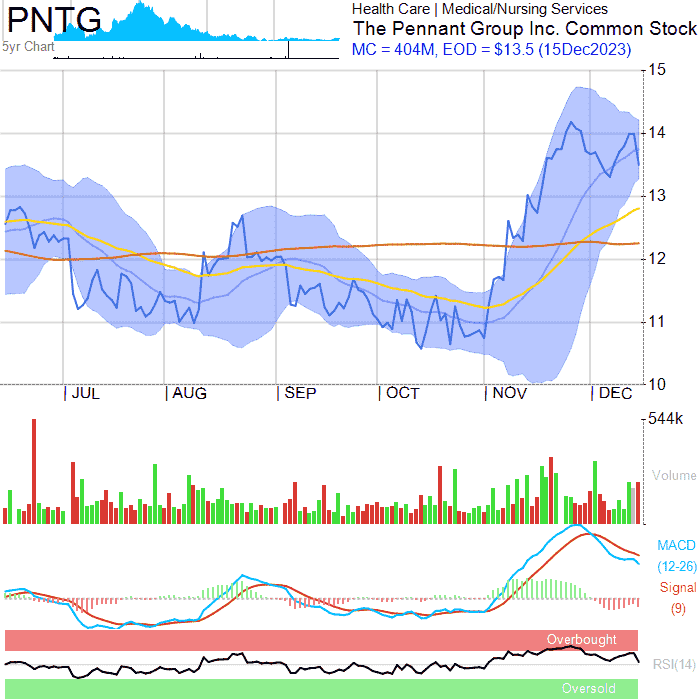 PNTG
5yr Chart
Health Care | Medical/Nursing Services
The Pennant Group Inc. Common Stock
MC = 404M, EOD = $13.5 (15Dec2023)
15
14
13
12
11
10
| JUL | AUG | SEP | OCT | NOV | DEC
544k
Volume
MACD
(12-26)
Signal
(9)
Overbought
RSI(14)
Oversold